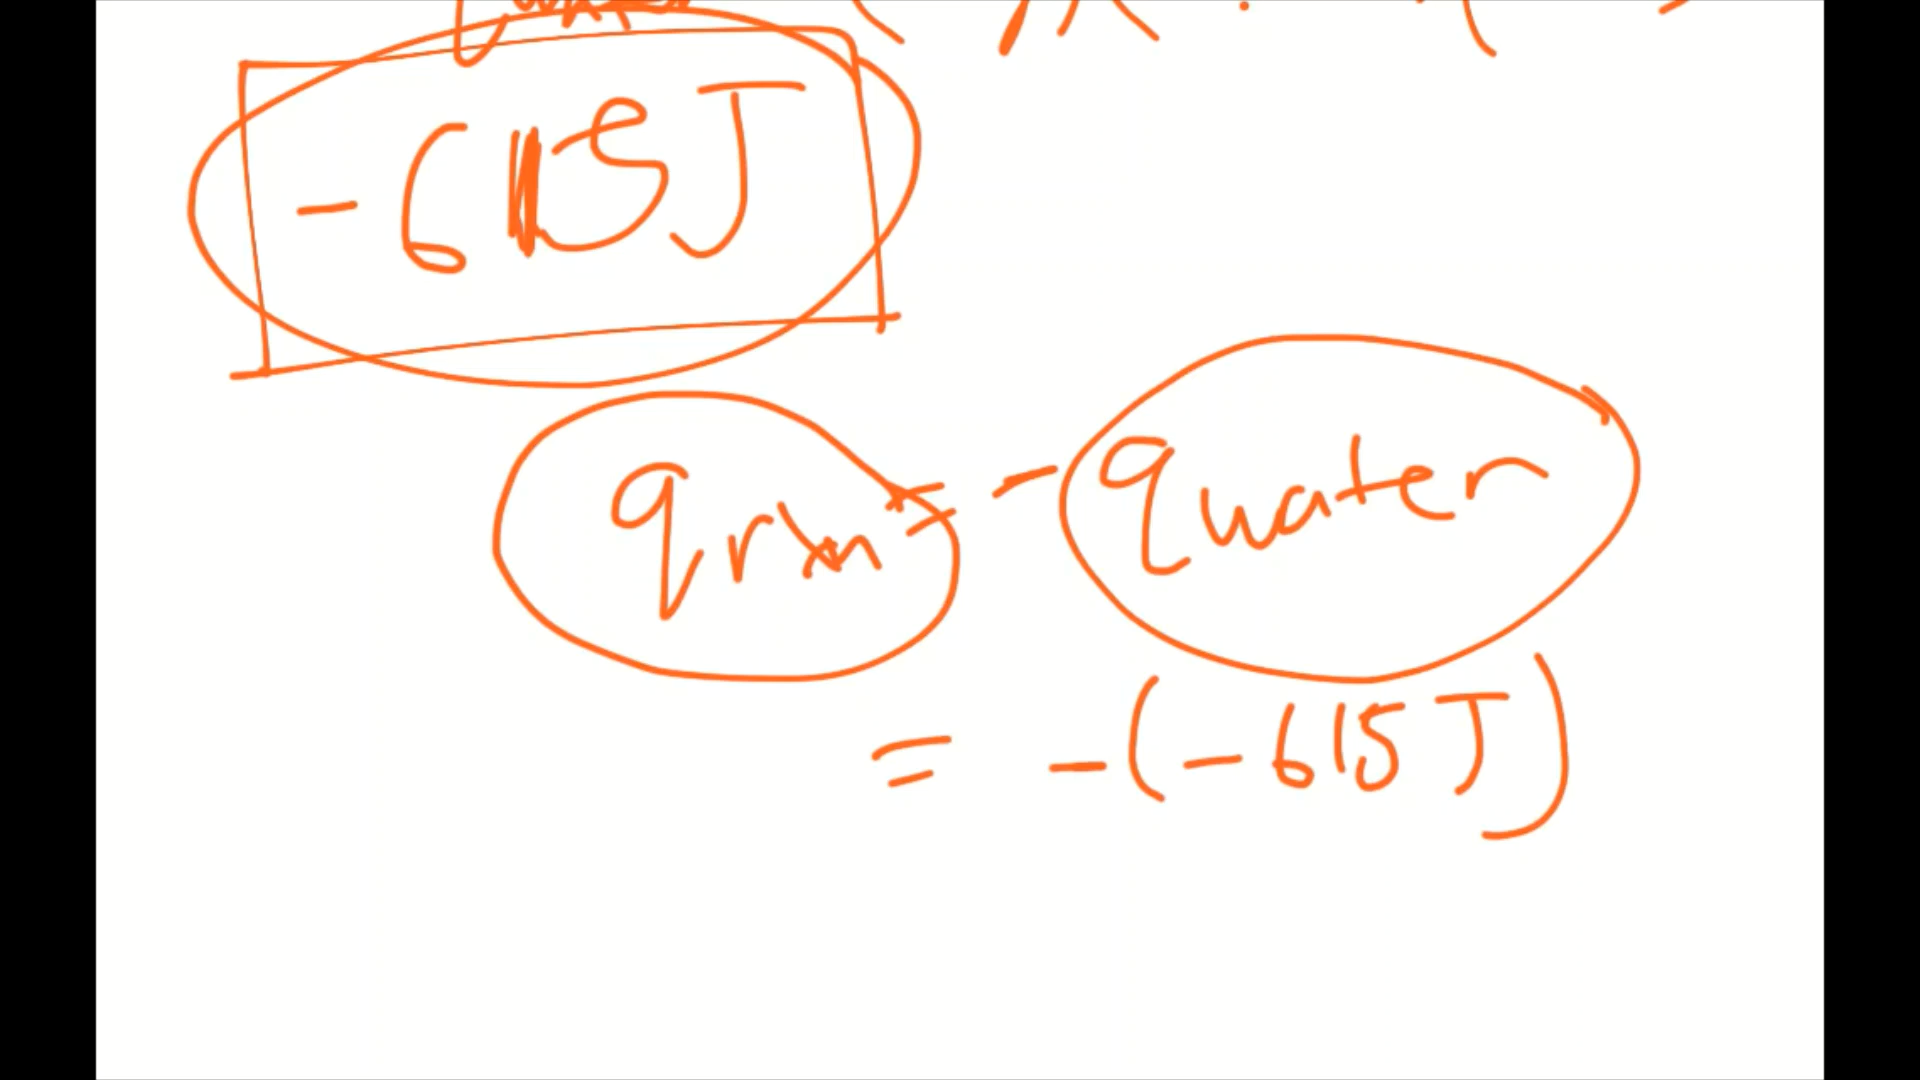 - 615J
qrxn = - qwater
= -(-615J)